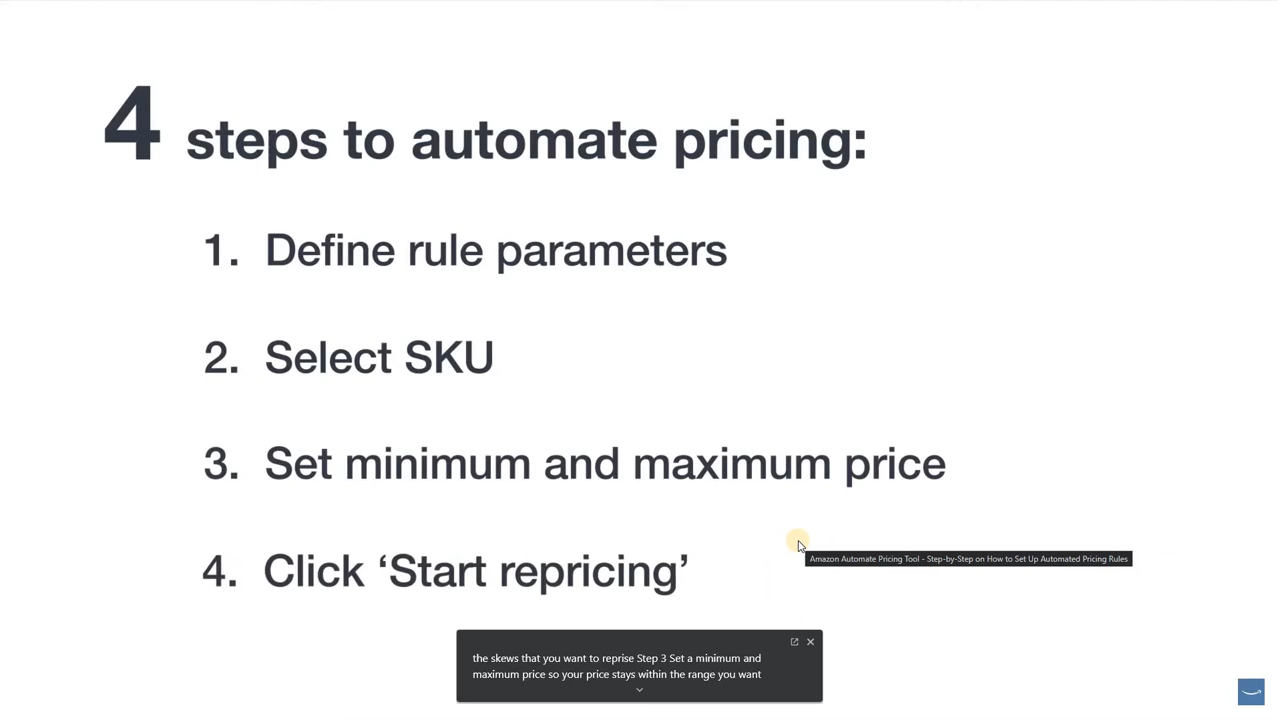 4 steps to automate pricing:
1. Define rule parameters
2. Select SKU
3. Set minimum and maximum price
Amazon Automate Pricing Tool - Step-by-Step on How to Set Up Automated Pricing Rules
4. Click ‘Start repricing’
the skews that you want to reprise Step 3 Set a minimum and
maximum price so your price stays within the range you want